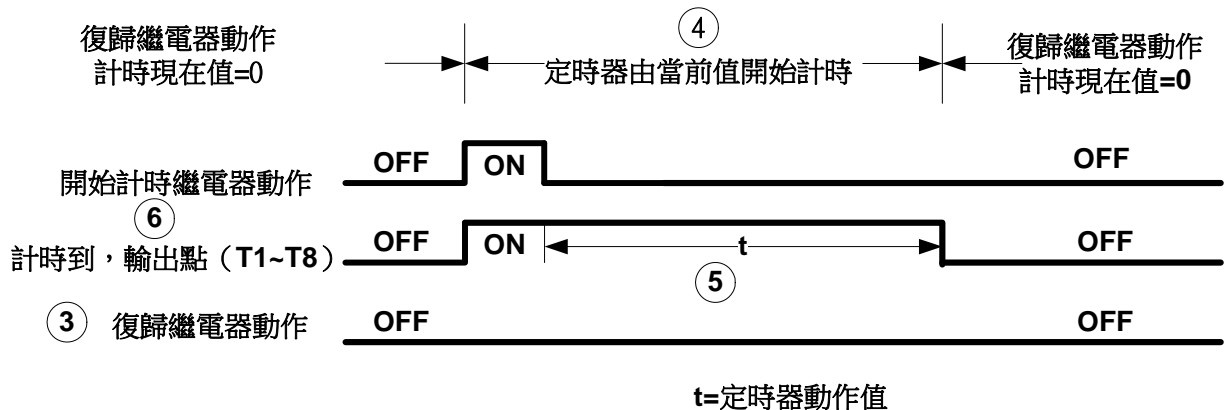 復歸繼電器動作
計時現在值=0
④
定時器由當前值開始計時
復歸繼電器動作
計時現在值=0
開始計時繼電器動作
OFF
ON
OFF
⑥
計時到，輸出點（T1~T8）
OFF
ON
t
OFF
⑤
③ 復歸繼電器動作
OFF
OFF
t=定時器動作值